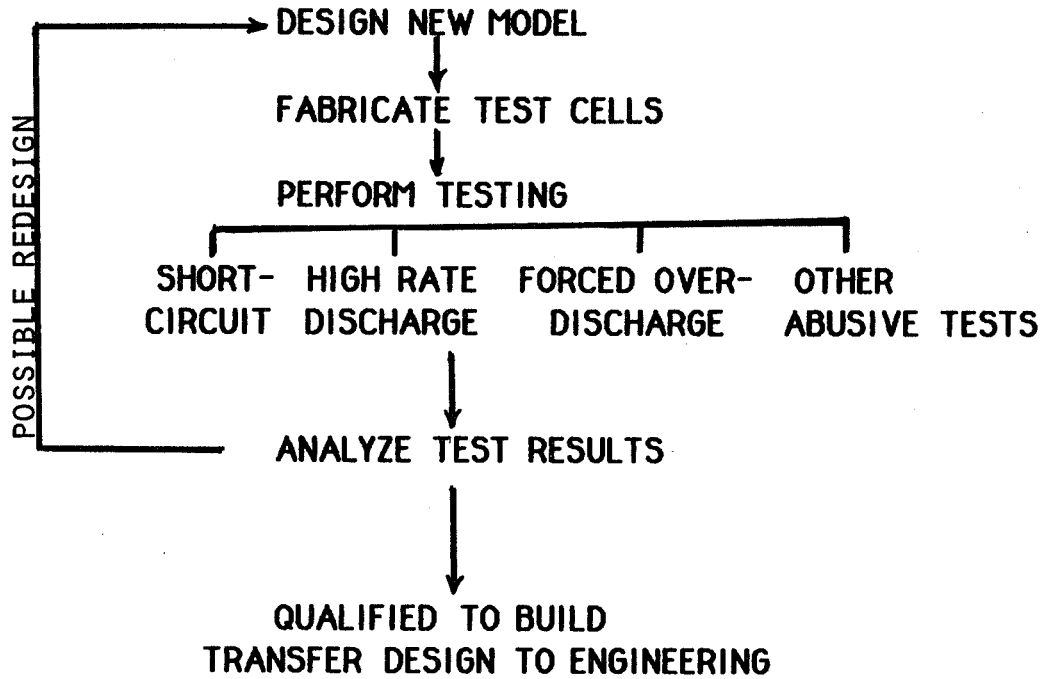 DESIGN NEW MODEL
FABRICATE TEST CELLS
PERFORM TESTING
SHORT-
CIRCUIT
HIGH RATE
DISCHARGE
FORCED OVER-
DISCHARGE
OTHER
ABUSIVE TESTS
ANALYZE TEST RESULTS
POSSIBLE REDESIGN
QUALIFIED TO BUILD
TRANSFER DESIGN TO ENGINEERING